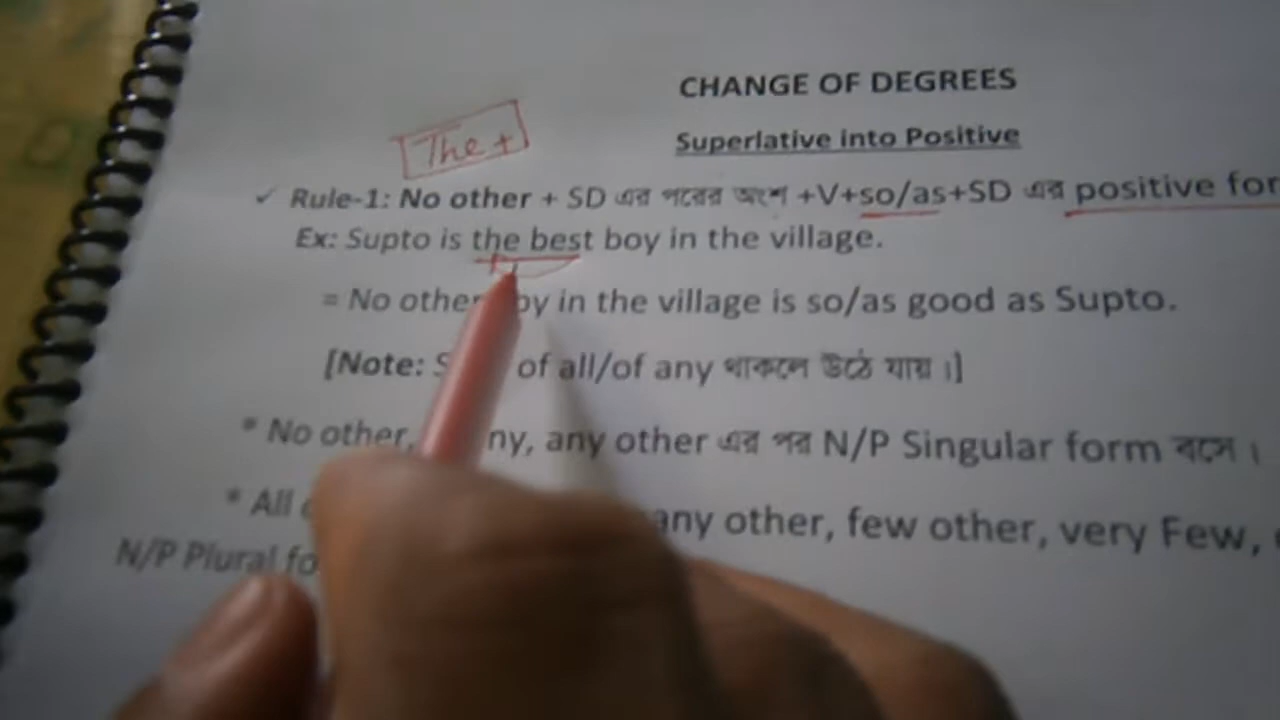 CHANGE OF DEGREES
Superlative into Positive
The +
✓ Rule-1: No other + SD এর পরের অংশ +V+so/as+SD এর positive for
Ex: Supto is the best boy in the village.
= No other in the village is so/as good as Supto.
[Note: of all/of any থাকলে উঠে যায়।]
* No other, any other এর পর N/P Singular form বসে।
* All any other, few other, very Few,
N/P Plural fo